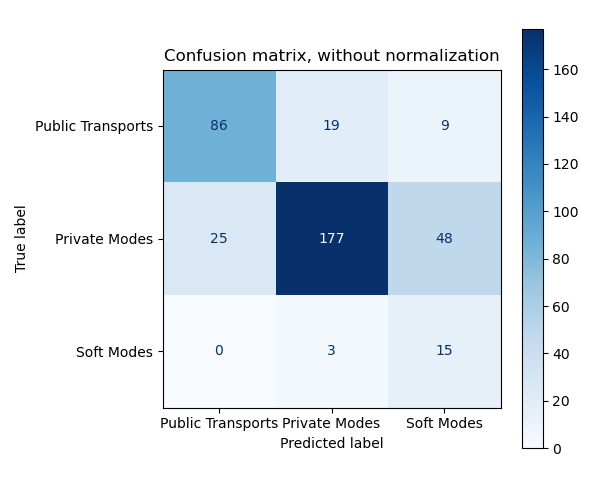 Confusion matrix, without normalization
True label
Public Transports
86
19
9
Private Modes
25
177
48
Soft Modes
0
3
15
Public Transports
Private Modes
Soft Modes
Predicted label
160
140
120
100
80
60
40
20
0